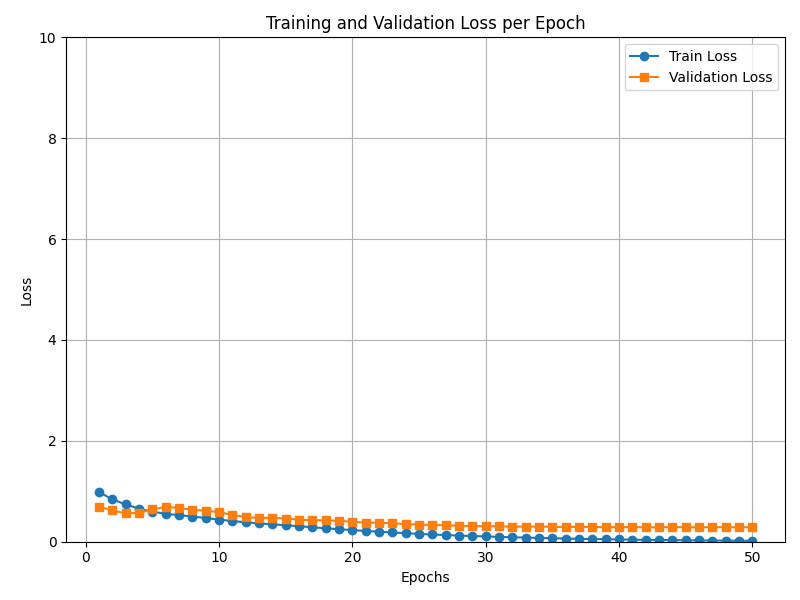 Training and Validation Loss per Epoch
Train Loss
Validation Loss
Loss
10
8
6
4
2
0
0 10 20 30 40 50
Epochs